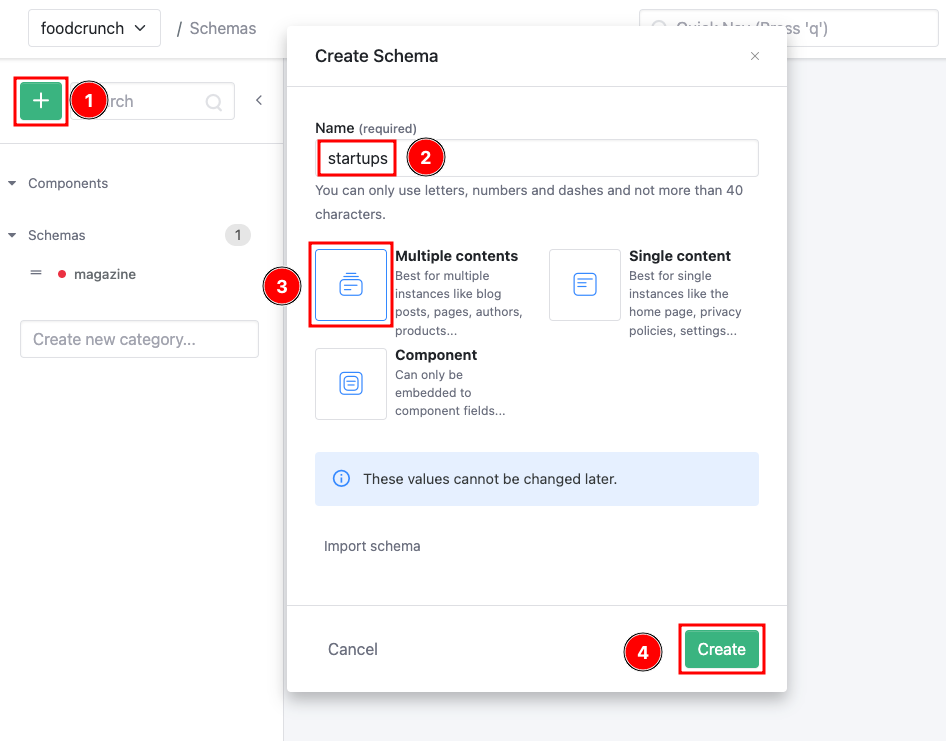 foodcrunch / Schemas
Quick Nav (Press 'q')
Create Schema
1
rch
Name (required)
startups
2
You can only use letters, numbers and dashes and not more than 40
characters.
Components
Schemas 1
magazine
Create new category...
3
Multiple contents
Best for multiple
instances like blog
posts, pages, authors,
products...
Single content
Best for single
instances like the
home page, privacy
policies, settings...
Component
Can only be
embedded to
component fields...
These values cannot be changed later.
Import schema
Cancel
4
Create